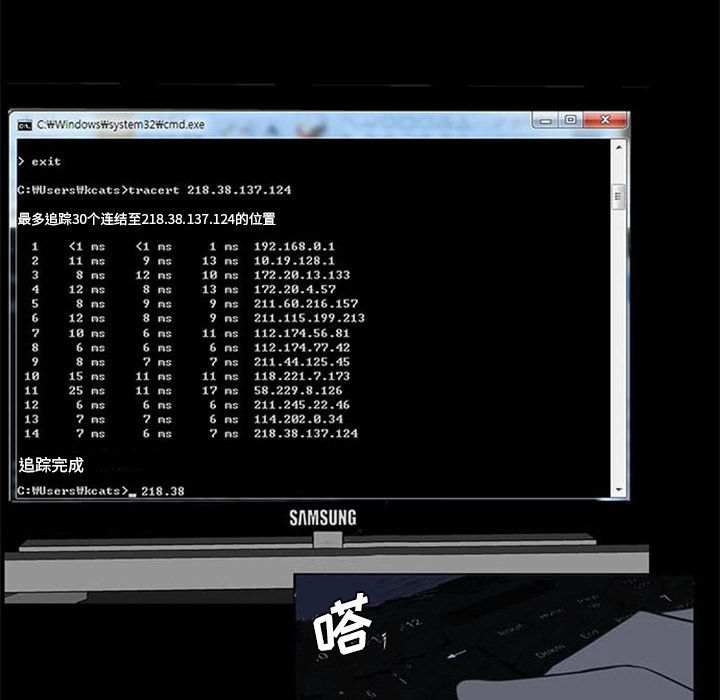 C:₩Windows₩system32₩cmd.exe
> exit
C:₩Users₩kcats>tracert 218.38.137.124
最多追踪30个连结至218.38.137.124的位置
1 <1 ms <1 ms 1 ms 192.168.0.1
2 11 ms 9 ms 13 ms 10.19.128.1
3 8 ms 12 ms 10 ms 172.20.13.133
4 12 ms 8 ms 13 ms 172.20.4.57
5 8 ms 9 ms 9 ms 211.60.216.157
6 12 ms 8 ms 9 ms 211.115.199.213
7 10 ms 6 ms 11 ms 112.174.56.81
8 6 ms 6 ms 6 ms 112.174.77.42
9 8 ms 7 ms 7 ms 211.44.125.45
10 15 ms 11 ms 11 ms 118.221.7.173
11 25 ms 11 ms 17 ms 58.229.8.126
12 6 ms 6 ms 6 ms 211.245.22.46
13 7 ms 7 ms 6 ms 114.202.0.34
14 7 ms 6 ms 7 ms 218.38.137.124
追踪完成
C:₩Users₩kcats>_ 218.38
SAMSUNG
嗒
12
Home
End
7